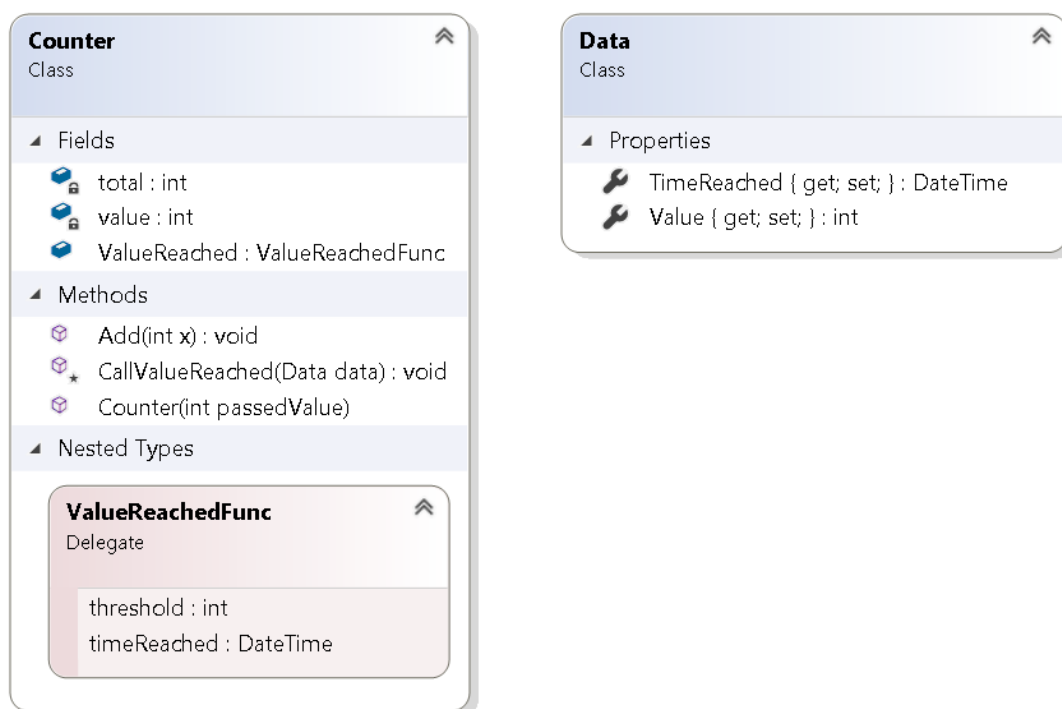 Counter
Class
Fields
total : int
value : int
ValueReached : ValueReachedFunc
Methods
Add(int x) : void
CallValueReached(Data data) : void
Counter(int passedValue)
Nested Types
ValueReachedFunc
Delegate
threshold : int
timeReached : DateTime
Data
Class
Properties
TimeReached { get; set; } : DateTime
Value { get; set; } : int